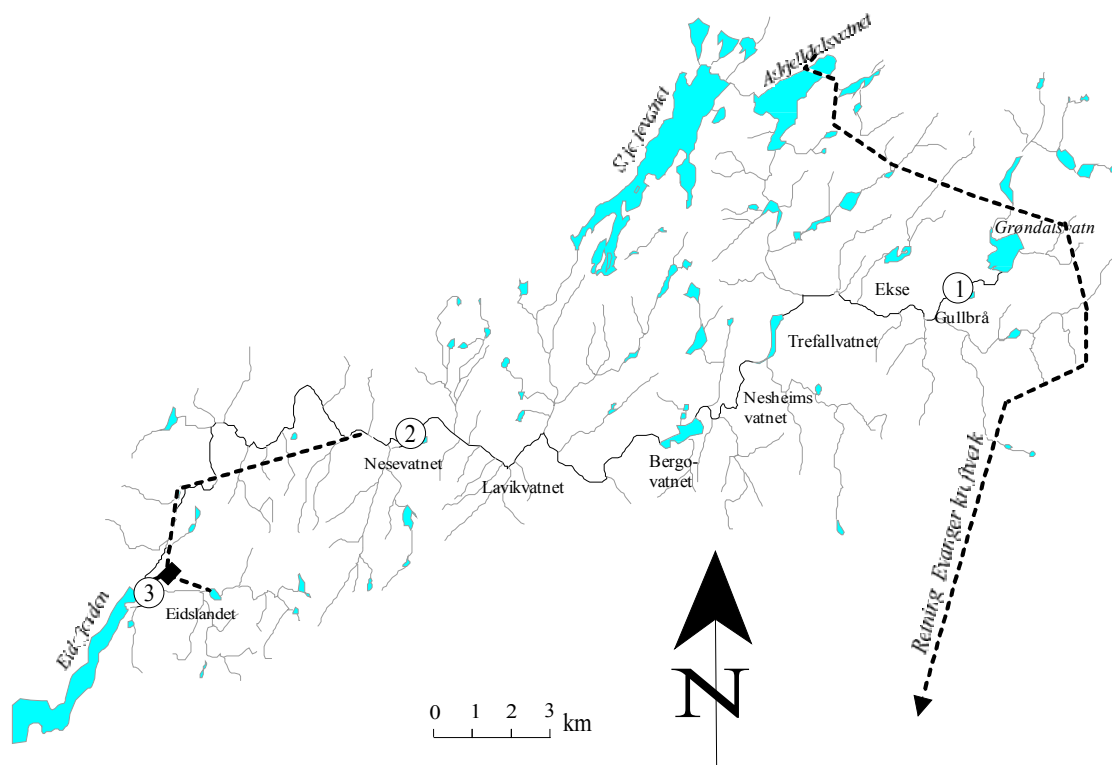 Askjelldalsvatnet
Skjerjevatnet
Grøndalsvatn
Ekse
1
Gullbrå
Trefallvatnet
Nesheims
vatnet
2
Nesevatnet
Lavikvatnet
Bergo-
vatnet
Retning Evanger kraftverk
3
Eidslandet
Eidsfjorden
N
0 1 2 3
km